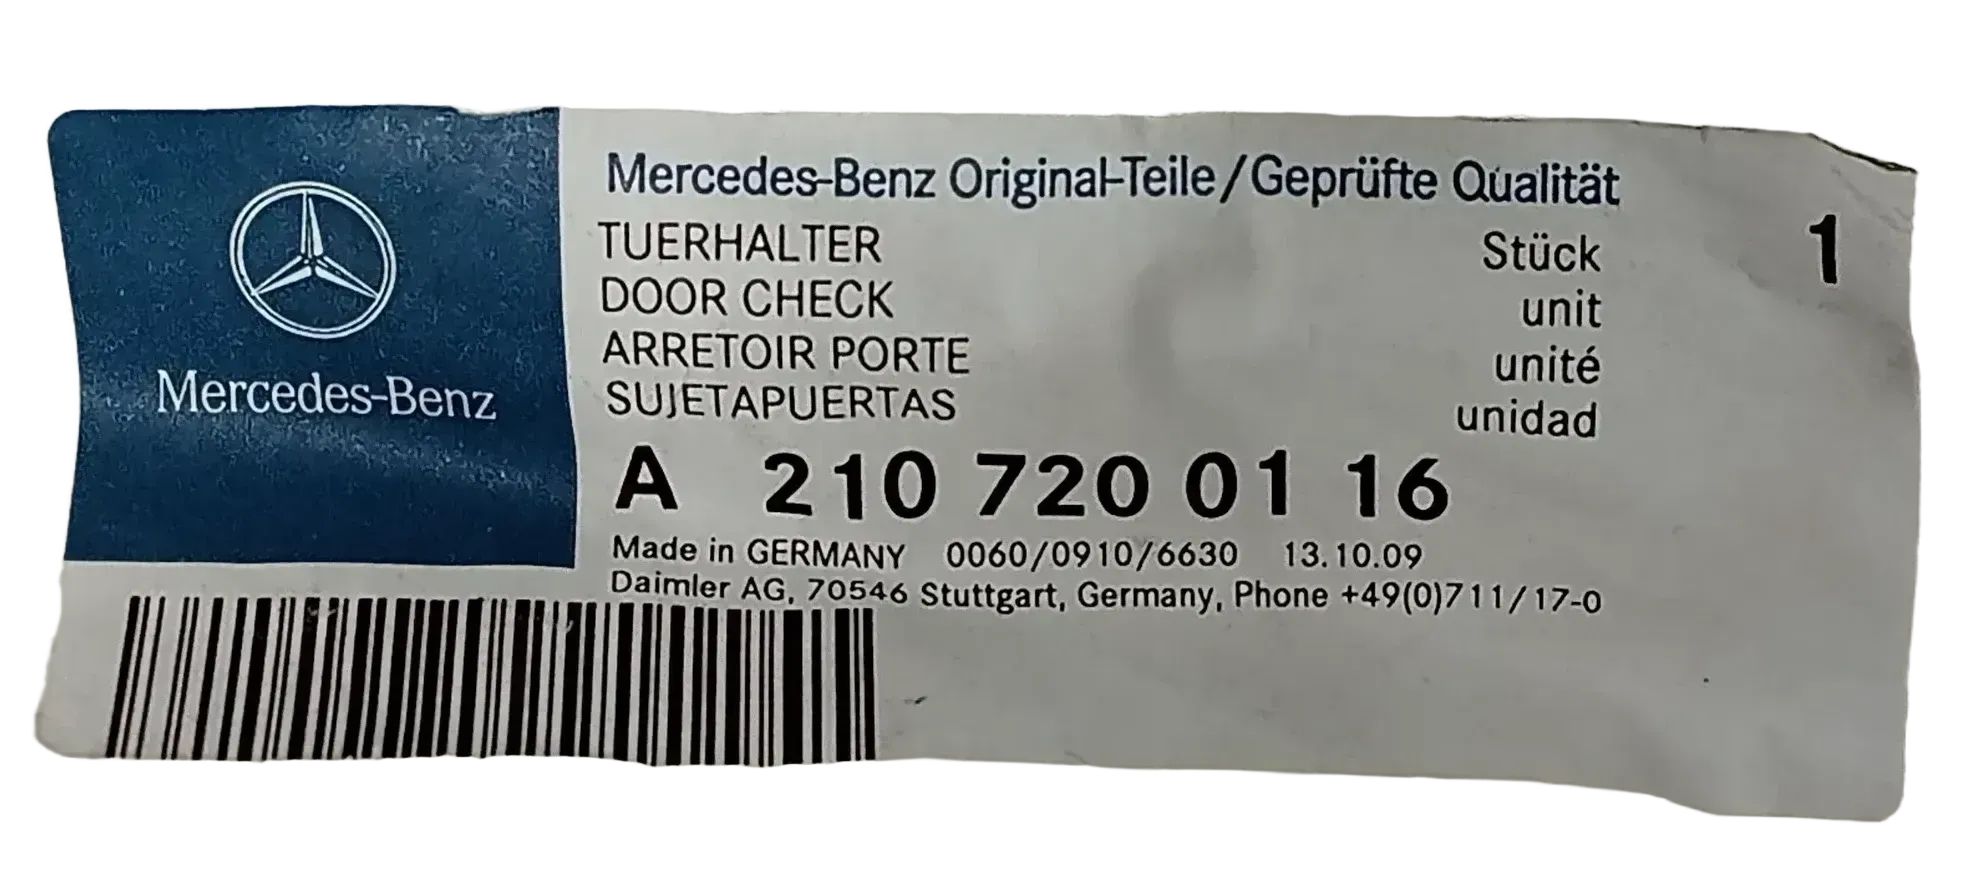 Mercedes-Benz
Mercedes-Benz Original-Teile/Geprüfte Qualität
TUERHALTER Stück 1
DOOR CHECK unit
ARRETOIR PORTE unité
SUJETAPUERTAS unidad
A 210 720 01 16
Made in GERMANY 0060/0910/6630 13.10.09
Daimler AG, 70546 Stuttgart, Germany, Phone +49(0)711/17-0